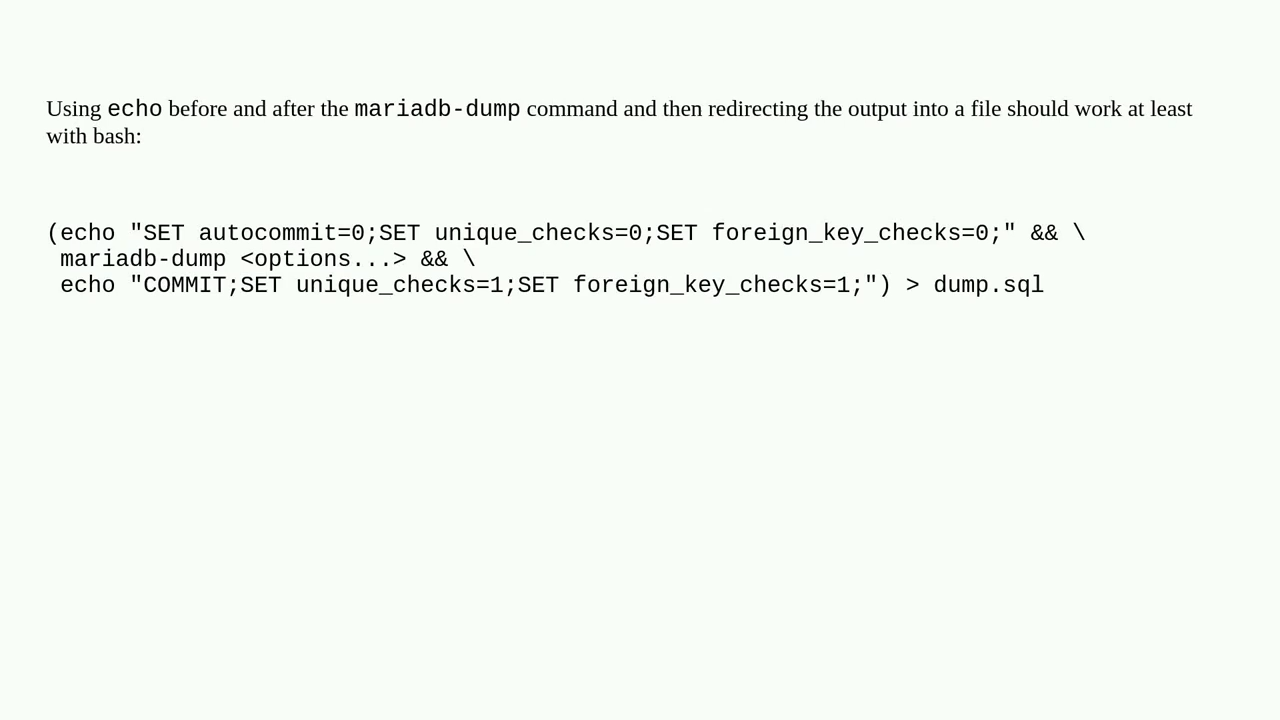 Using echo before and after the mariadb-dump command and then redirecting the output into a file should work at least
with bash:
(echo "SET autocommit=0;SET unique_checks=0;SET foreign_key_checks=0;" && \
 mariadb-dump <options...> && \
 echo "COMMIT;SET unique_checks=1;SET foreign_key_checks=1;") > dump.sql